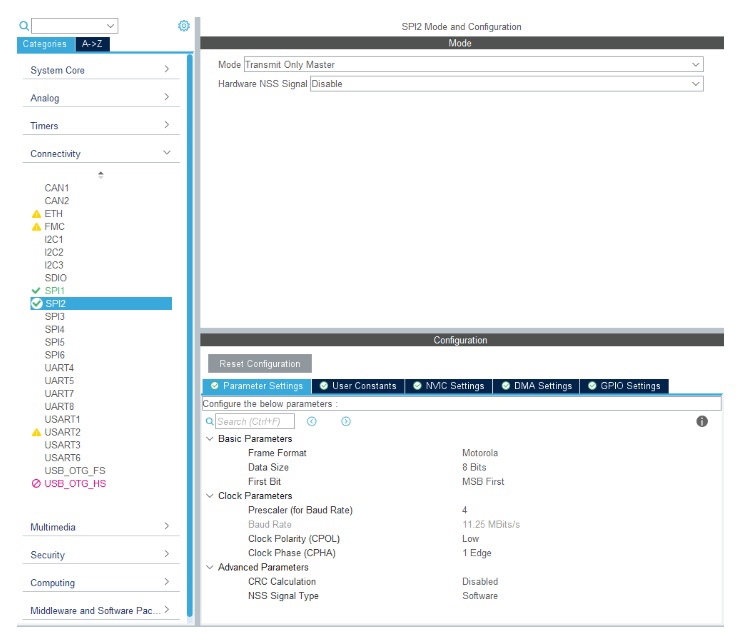 Categories
A->Z
System Core
Analog
Timers
Connectivity
CAN1
CAN2
ETH
FMC
I2C1
I2C2
I2C3
SDIO
SPI1
SPI2
SPI3
SPI4
SPI5
SPI6
UART4
UART5
UART7
UART8
USART1
USART2
USART3
USART6
USB_OTG_FS
USB_OTG_HS
Multimedia
Security
Computing
Middleware and Software Pac...
SPI2 Mode and Configuration
Mode
Mode Transmit Only Master
Hardware NSS Signal Disable
Configuration
Reset Configuration
Parameter Settings
User Constants
NVIC Settings
DMA Settings
GPIO Settings
Configure the below parameters :
Search (Ctrl+F)
Basic Parameters
Frame Format Motorola
Data Size 8 Bits
First Bit MSB First
Clock Parameters
Prescaler (for Baud Rate) 4
Baud Rate 11.25 MBits/s
Clock Polarity (CPOL) Low
Clock Phase (CPHA) 1 Edge
Advanced Parameters
CRC Calculation Disabled
NSS Signal Type Software